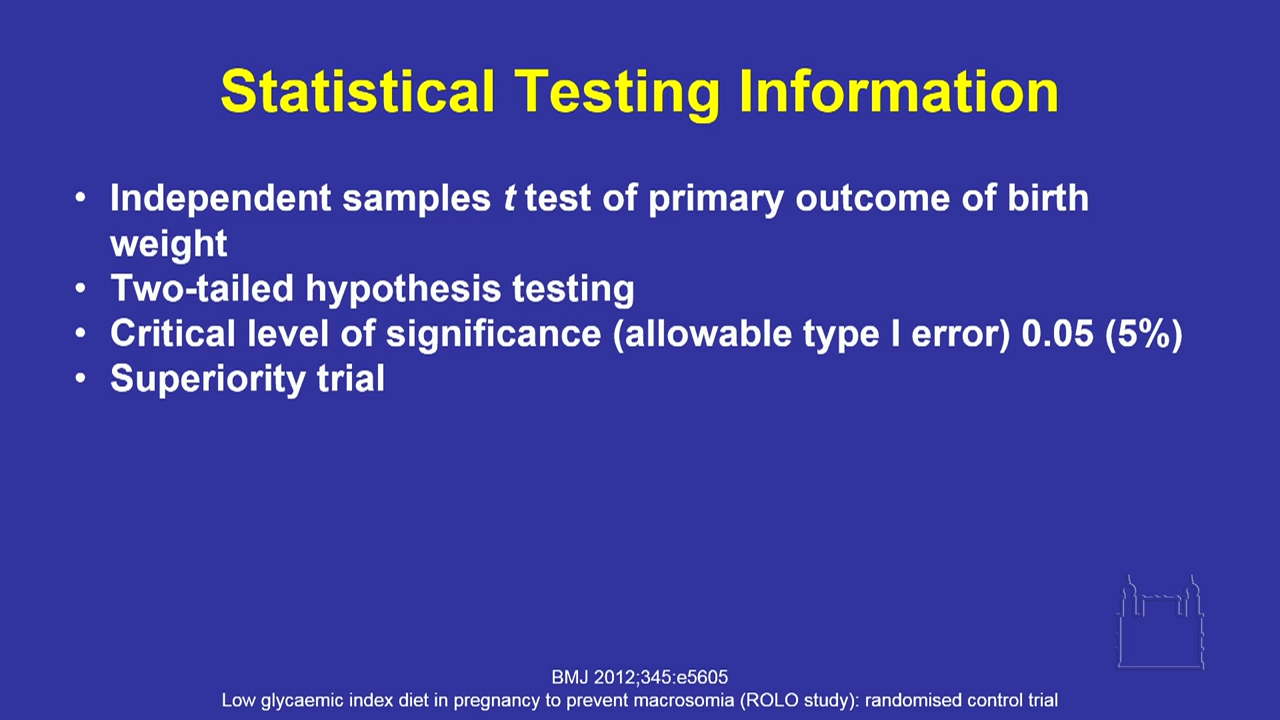 Statistical Testing Information
• Independent samples t test of primary outcome of birth
weight
• Two-tailed hypothesis testing
• Critical level of significance (allowable type I error) 0.05 (5%)
• Superiority trial
BMJ 2012;345:e5605
Low glycaemic index diet in pregnancy to prevent macrosomia (ROLO study): randomised control trial